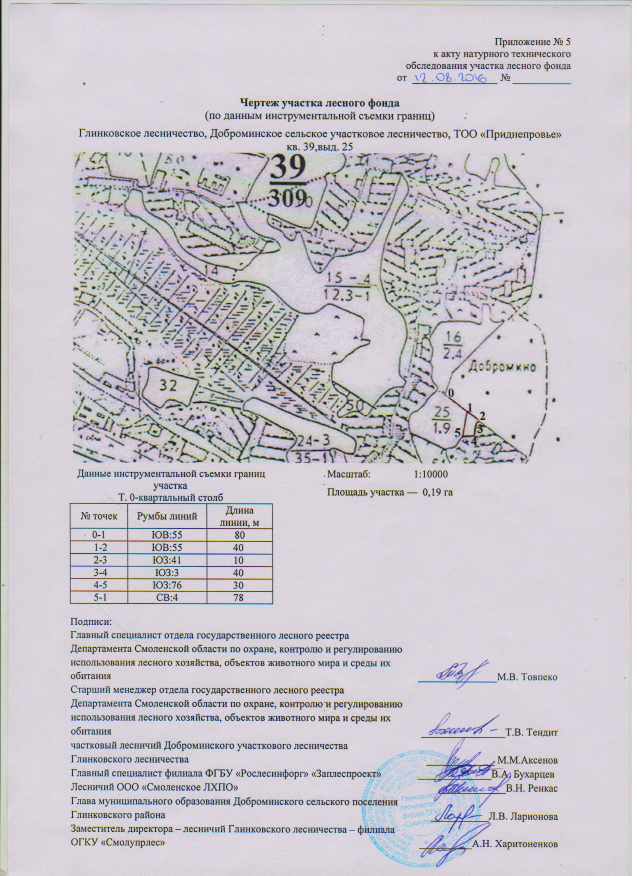 Приложение № 5
к акту натурного технического
обследования участка лесного фонда
от 12.08.2016 №
Чертеж участка лесного фонда
(по данным инструментальной съемки границ)
Глинковское лесничество, Доброминское сельское участковое лесничество, ТОО «Приднепровье»
кв. 39,выд. 25
39
309
14
15 - 4
12.3-1
16
2.4
Добромино
32
50
0
25
1.9
1
2
3
5
4
24-3
35-1
Данные инструментальной съемки границ
участка
Т. 0-квартальный столб
Масштаб: 1:10000
Площадь участка — 0,19 га
№ точек Румбы линий Длина линии, м
0-1 ЮВ:55 80
1-2 ЮВ:55 40
2-3 ЮЗ:41 10
3-4 ЮЗ:3 40
4-5 ЮЗ:76 30
5-1 СВ:4 78
Подписи:
Главный специалист отдела государственного лесного реестра
Департамента Смоленской области по охране, контролю и регулированию
использования лесного хозяйства, объектов животного мира и среды их
обитания М.В. Товпеко
Старший менеджер отдела государственного лесного реестра
Департамента Смоленской области по охране, контролю и регулированию
использования лесного хозяйства, объектов животного мира и среды их
обитания Т.В. Тендит
частковый лесничий Доброминского участкового лесничества
Глинковского лесничества М.М.Аксенов
Главный специалист филиала ФГБУ «Рослесинфорг» «Заплеспроект» В.А. Бухарцев
Лесничий ООО «Смоленское ЛХПО» В.Н. Ренкас
Глава муниципального образования Доброминского сельского поселения
Глинковского района Л.В. Ларионова
Заместитель директора – лесничий Глинковского лесничества – филиала
ОГКУ «Смолупрлес» А.Н. Харитоненков